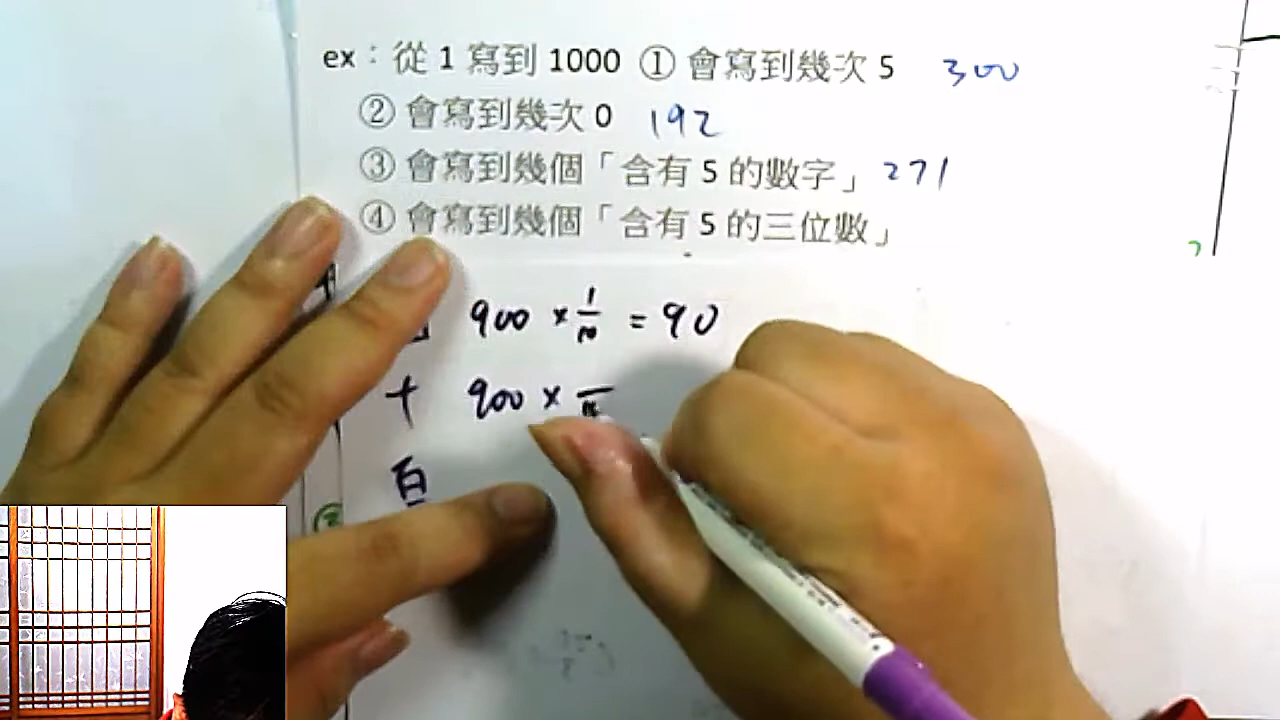 ex：從 1 寫到 1000 ① 會寫到幾次 5 300
② 會寫到幾次 0 192
③ 會寫到幾個「含有 5 的數字」 271
④ 會寫到幾個「含有 5 的三位數」
900 × 1/10 = 90
十 900 ×
百